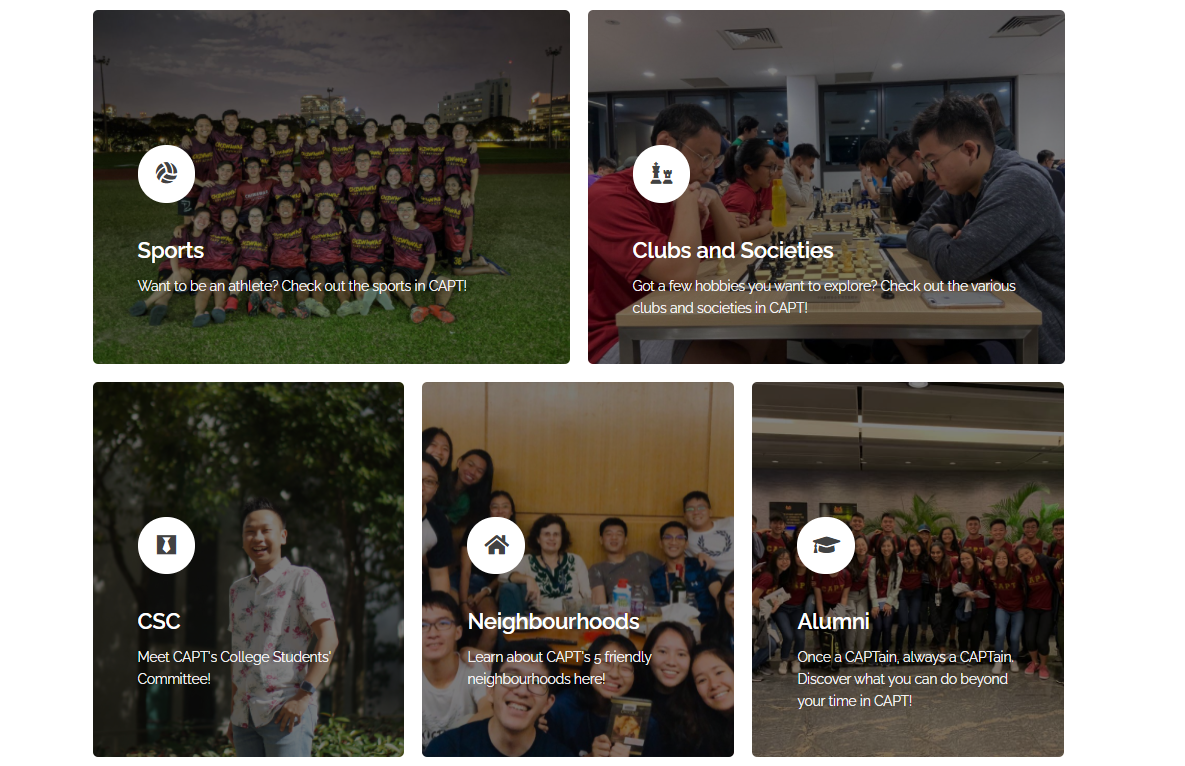 Sports
Want to be an athlete? Check out the sports in CAPT!
Clubs and Societies
Got a few hobbies you want to explore? Check out the various
clubs and societies in CAPT!
CSC
Meet CAPT's College Students'
Committee!
Neighbourhoods
Learn about CAPT's 5 friendly
neighbourhoods here!
Alumni
Once a CAPTain, always a CAPTain.
Discover what you can do beyond
your time in CAPT!
CAPT